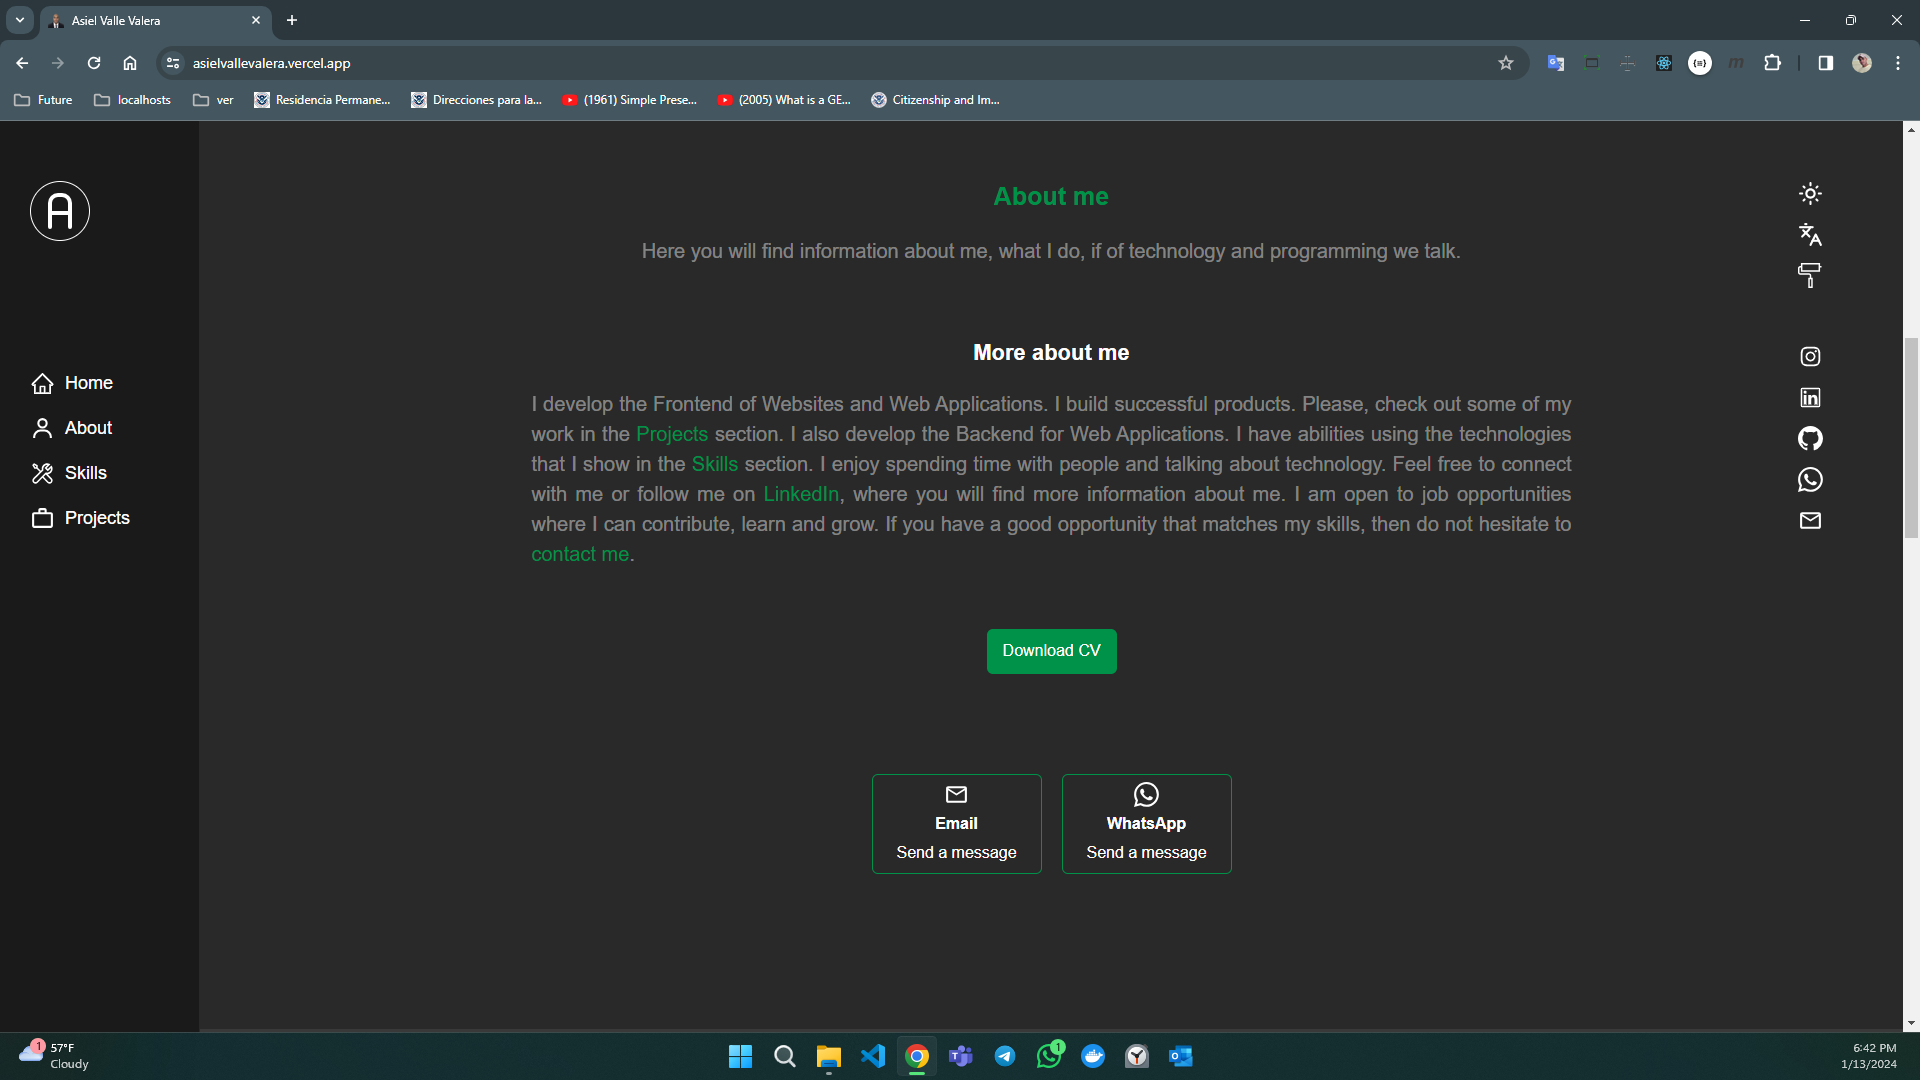 Asiel Valle Valera
asielvallevalera.vercel.app
Future
localhosts
ver
Residencia Permane...
Direcciones para la...
(1961) Simple Prese...
(2005) What is a GE...
Citizenship and Im...
A
Home
About
Skills
Projects
About me
Here you will find information about me, what I do, if of technology and programming we talk.
More about me
I develop the Frontend of Websites and Web Applications. I build successful products. Please, check out some of my
work in the Projects section. I also develop the Backend for Web Applications. I have abilities using the technologies
that I show in the Skills section. I enjoy spending time with people and talking about technology. Feel free to connect
with me or follow me on LinkedIn, where you will find more information about me. I am open to job opportunities
where I can contribute, learn and grow. If you have a good opportunity that matches my skills, then do not hesitate to
contact me.
Download CV
Email
Send a message
WhatsApp
Send a message
1
57°F
Cloudy
1
6:42 PM
1/13/2024